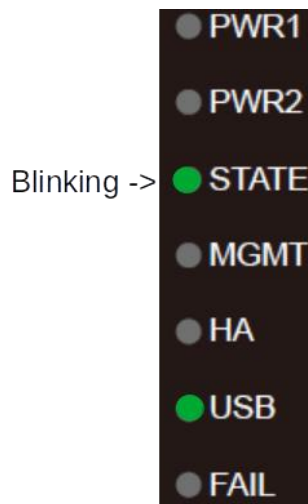 PWR1
PWR2
Blinking -> STATE
MGMT
HA
USB
FAIL